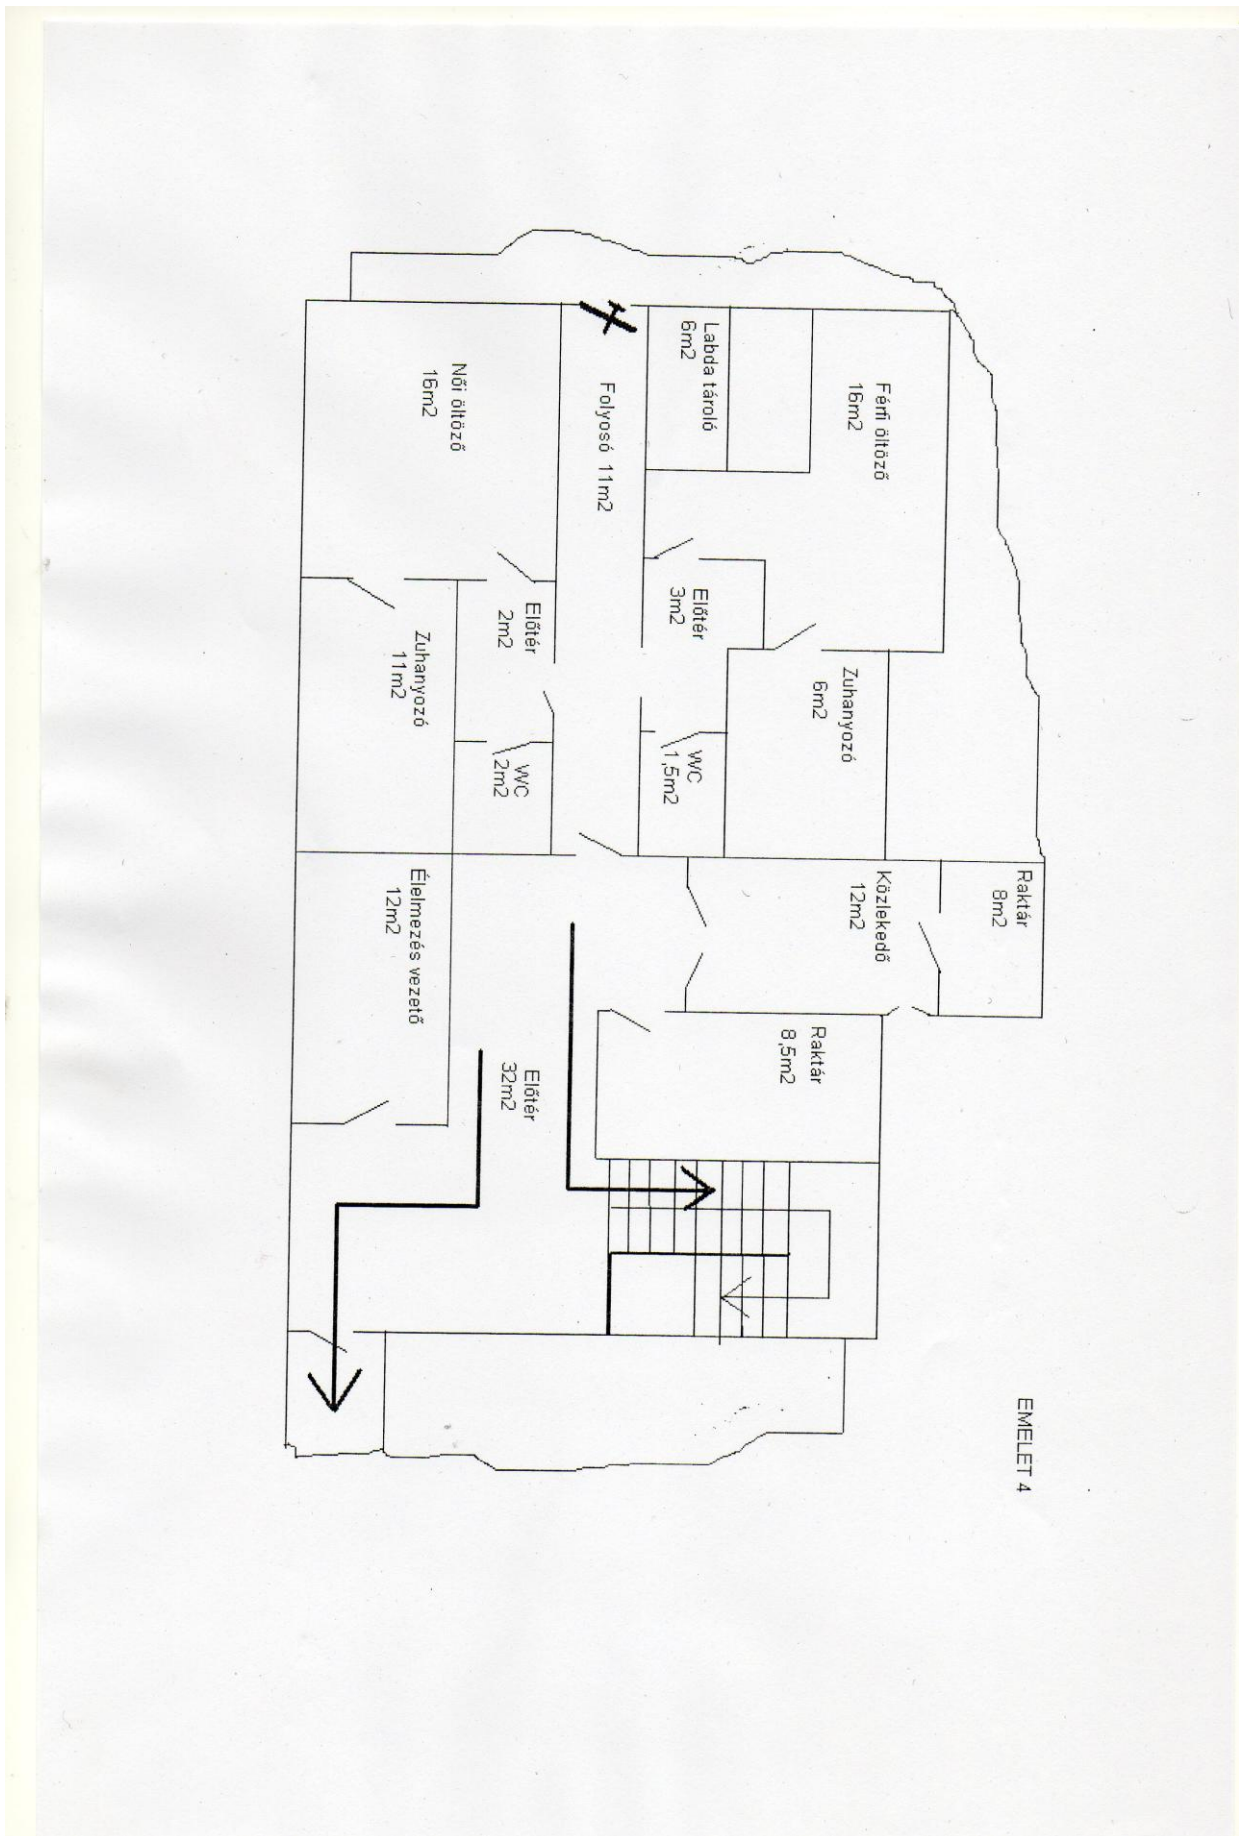 EMELET 4
Raktár
8m2
Férfi öltöző
16m2
Zuhanyozó
6m2
Közlekedő
12m2
Raktár
8,5m2
Labda tároló
6m2
Előtér
3m2
WC
1,5m2
Folyosó 11m2
Előtér
2m2
WC
2m2
Előtér
32m2
Női öltöző
16m2
Zuhanyozó
11m2
Élelmezés vezető
12m2